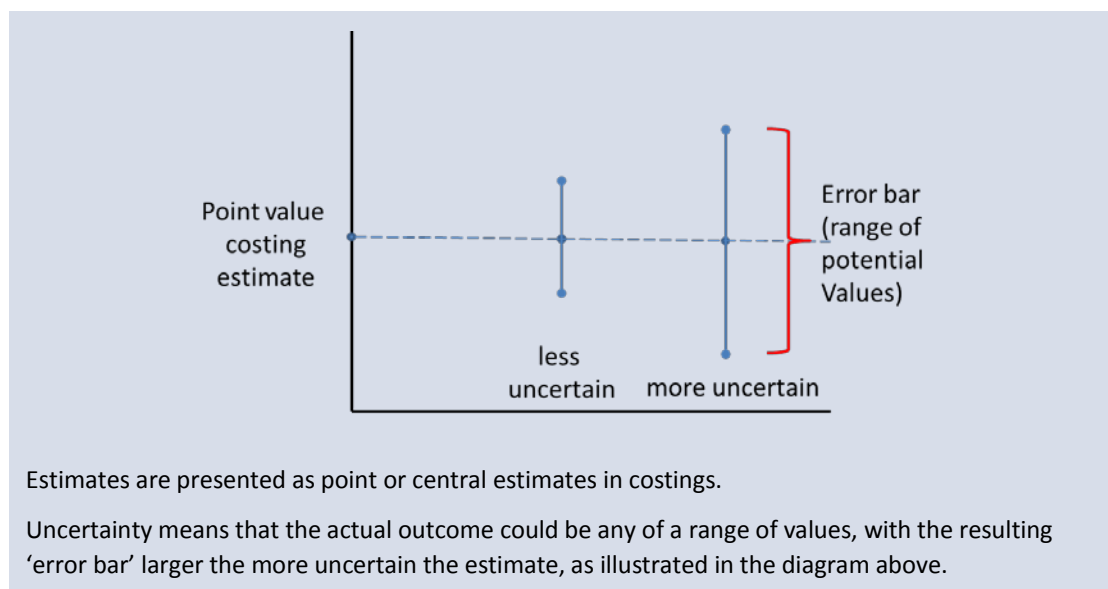 Point value
costing
estimate
less
uncertain
more uncertain
Error bar
(range of
potential
Values)
Estimates are presented as point or central estimates in costings.
Uncertainty means that the actual outcome could be any of a range of values, with the resulting
‘error bar’ larger the more uncertain the estimate, as illustrated in the diagram above.